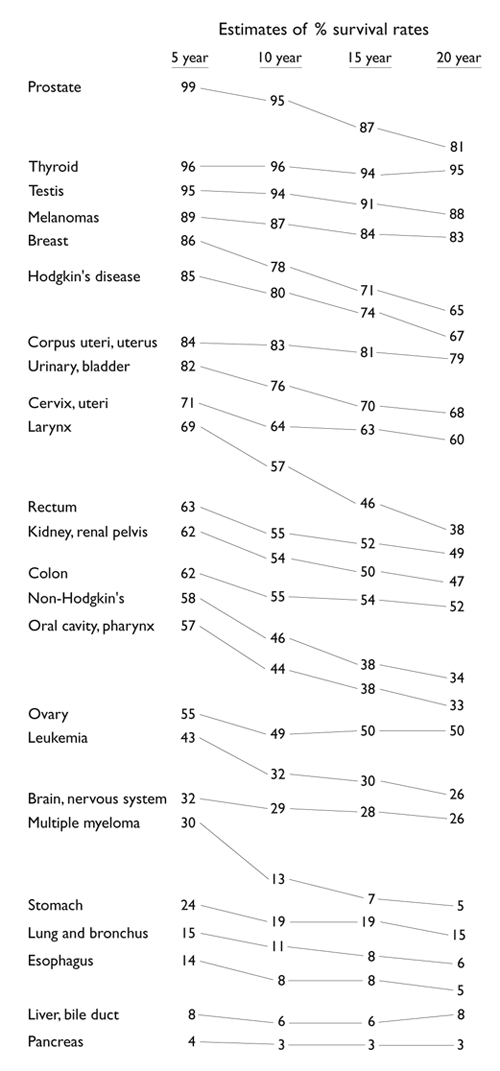 Estimates of % survival rates
5 year 10 year 15 year 20 year
Prostate 99 95 87 81
Thyroid 96 96 94 95
Testis 95 94 91 88
Melanomas 89 87 84 83
Breast 86 78 71 65
Hodgkin's disease 85 80 74 67
Corpus uteri, uterus 84 83 81 79
Urinary, bladder 82 76 70 68
Cervix, uteri 71 64 63 60
Larynx 69 57 46 38
Rectum 63 55 52 49
Kidney, renal pelvis 62 54 50 47
Colon 62 55 54 52
Non-Hodgkin's 58 46 38 34
Oral cavity, pharynx 57 44 38 33
Ovary 55 49 50 50
Leukemia 43 32 30 26
Brain, nervous system 32 29 28 26
Multiple myeloma 30 13 7 5
Stomach 24 19 19 15
Lung and bronchus 15 11 8 6
Esophagus 14 8 8 5
Liver, bile duct 8 6 6 8
Pancreas 4 3 3 3